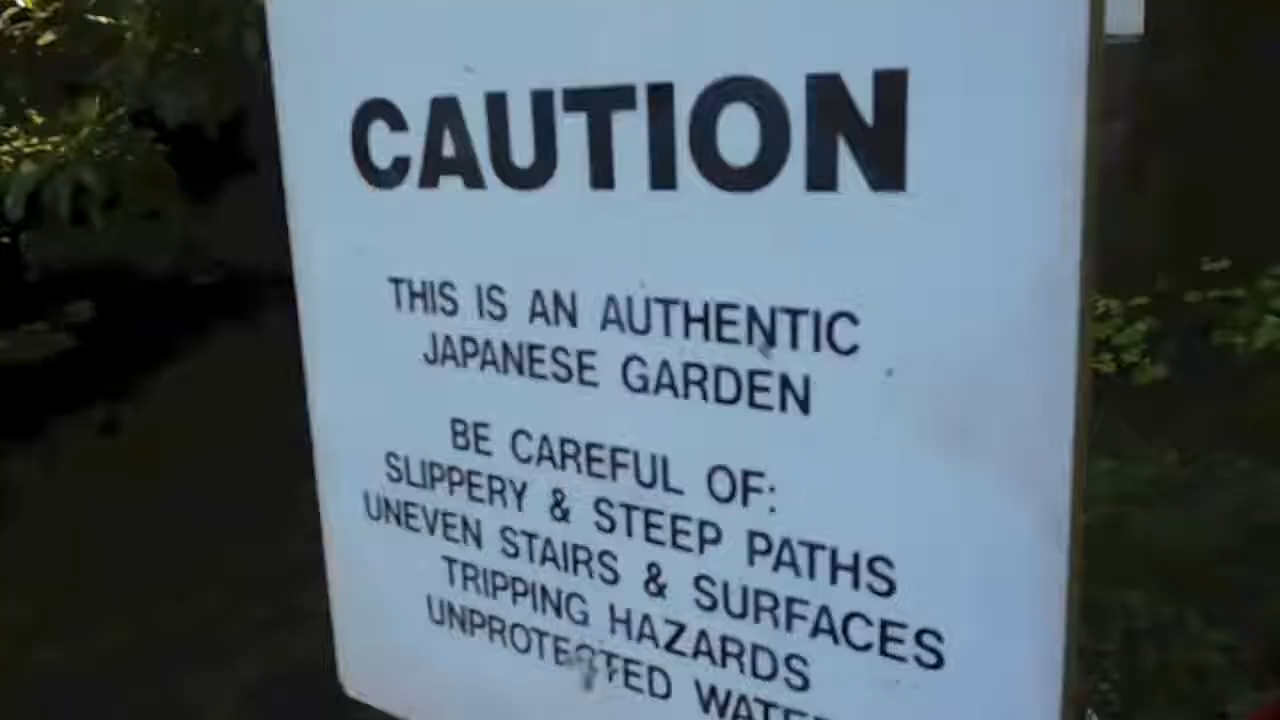 CAUTION
THIS IS AN AUTHENTIC
JAPANESE GARDEN
BE CAREFUL OF:
SLIPPERY & STEEP PATHS
UNEVEN STAIRS & SURFACES
TRIPPING HAZARDS
UNPROTECTED